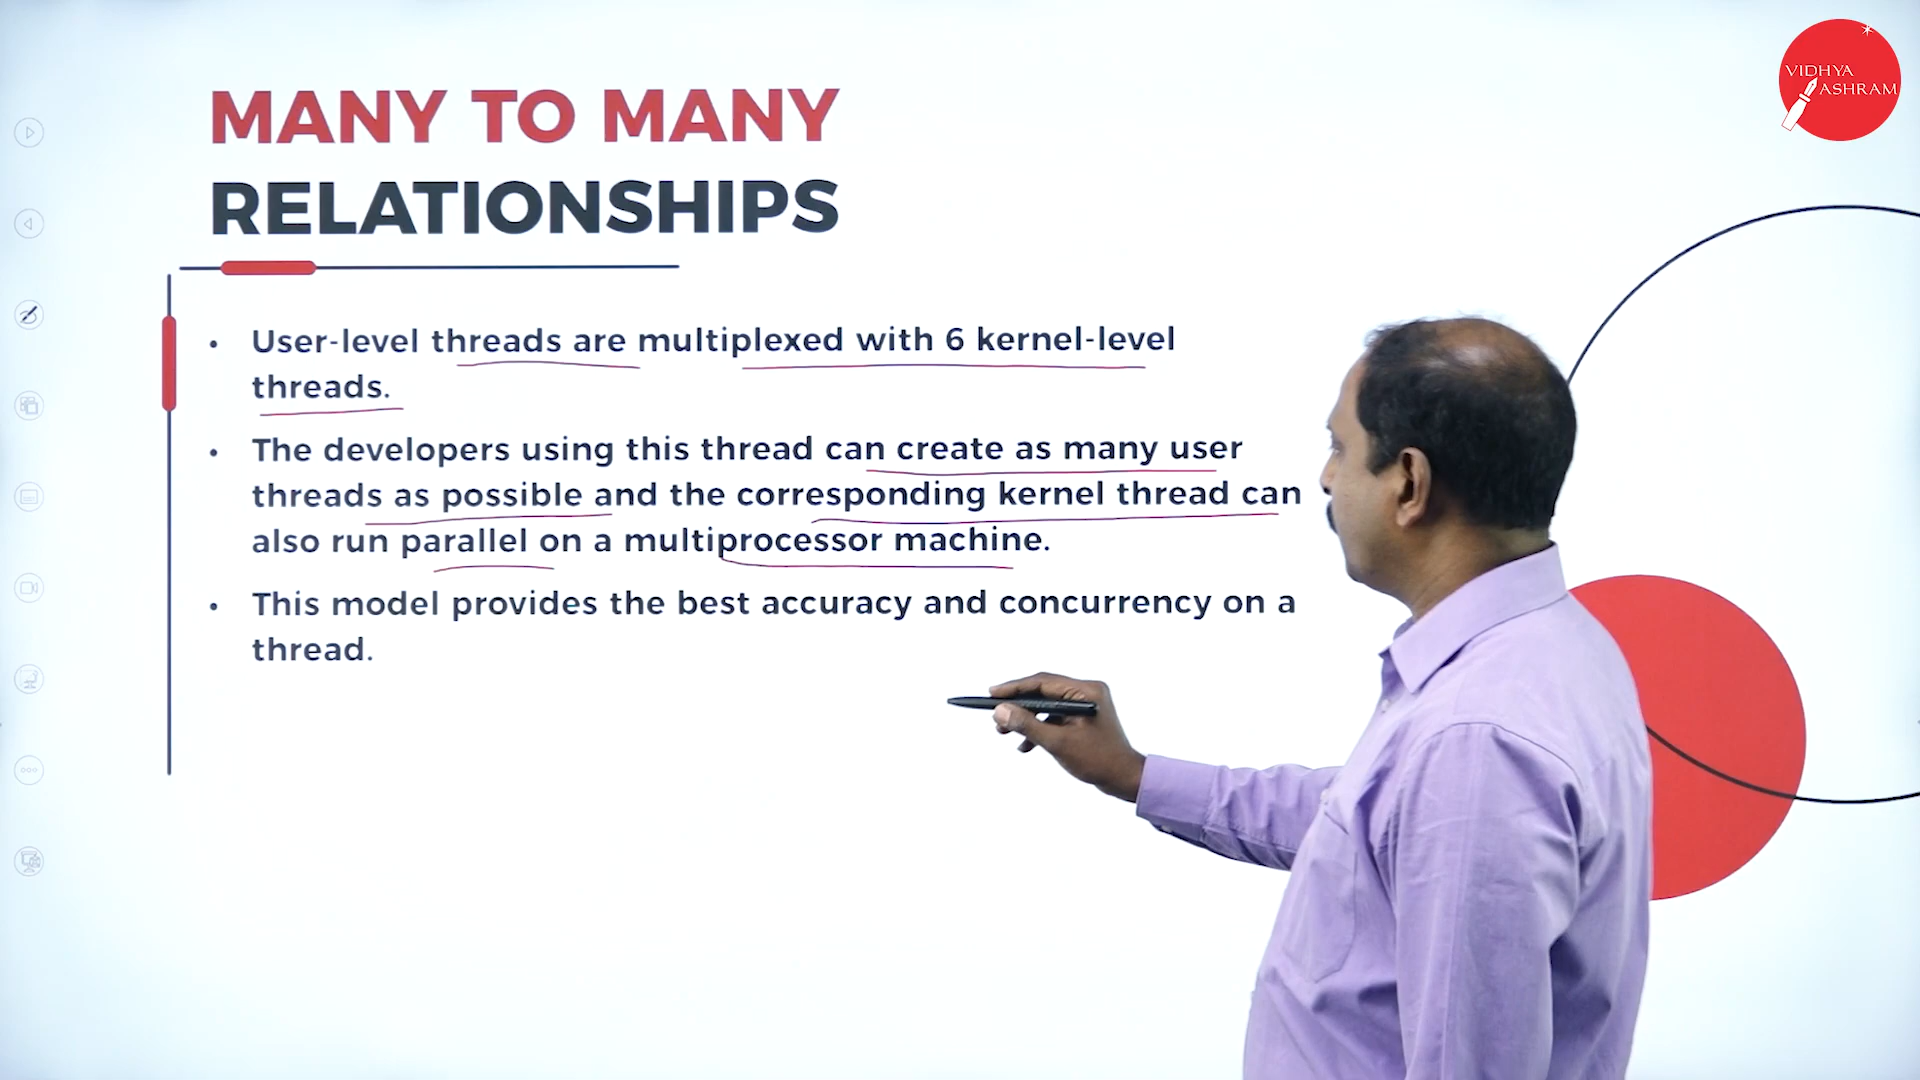 VIDHYA
ASHRAM
MANY TO MANY
RELATIONSHIPS
• User-level threads are multiplexed with 6 kernel-level
threads.
• The developers using this thread can create as many user
threads as possible and the corresponding kernel thread can
also run parallel on a multiprocessor machine.
• This model provides the best accuracy and concurrency on a
thread.